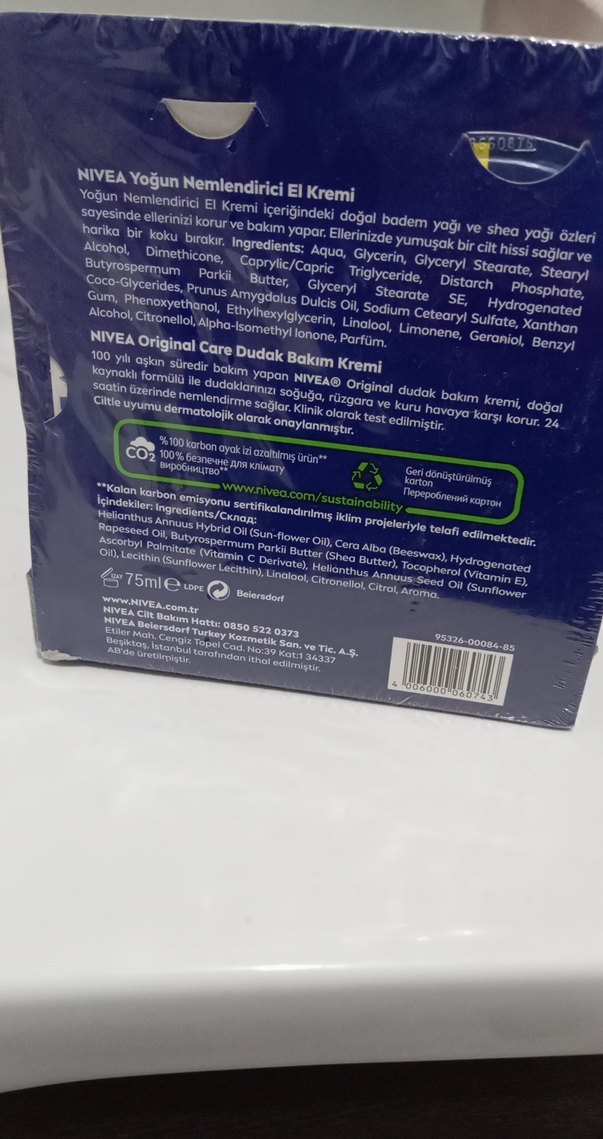 0660075
NIVEA Yoğun Nemlendirici El Kremi
Yoğun Nemlendirici El Kremi içeriğindeki doğal badem yağı ve shea yağı özleri
sayesinde ellerinizi korur ve bakım yapar. Ellerinizde yumuşak bir cilt hissi sağlar ve
harika bir koku bırakır. Ingredients: Aqua, Glycerin, Glyceryl Stearate, Stearyl
Alcohol, Dimethicone, Caprylic/Capric Triglyceride, Distarch Phosphate,
Butyrospermum Parkii Butter, Glyceryl Stearate SE, Hydrogenated
Coco-Glycerides, Prunus Amygdalus Dulcis Oil, Sodium Cetearyl Sulfate, Xanthan
Gum, Phenoxyethanol, Ethylhexylglycerin, Linalool, Limonene, Geraniol, Benzyl
Alcohol, Citronellol, Alpha-Isomethyl Ionone, Parfüm.
NIVEA Original Care Dudak Bakım Kremi
100 yılı aşkın süredir bakım yapan NIVEA® Original dudak bakım kremi, doğal
kaynaklı formülü ile dudaklarınızı soğuğa, rüzgara ve kuru havaya karşı korur. 24
saatin üzerinde nemlendirme sağlar. Klinik olarak test edilmiştir.
Ciltle uyumu dermatolojik olarak onaylanmıştır.
CO2
%100 karbon ayak izi azaltılmış ürün**
100% безпечне для клімату
виробництво**
Geri dönüştürülmüş
karton
Перероблений картон
www.nivea.com/sustainability
**Kalan karbon emisyonu sertifikalandırılmış iklim projeleriyle telafi edilmektedir.
İçindekiler: Ingredients/Склад:
Helianthus Annuus Hybrid Oil (Sun-flower Oil), Cera Alba (Beeswax), Hydrogenated
Rapeseed Oil, Butyrospermum Parkii Butter (Shea Butter), Tocopherol (Vitamin E),
Ascorbyl Palmitate (Vitamin C Derivate), Helianthus Annuus Seed Oil (Sunflower
Oil), Lecithin (Sunflower Lecithin), Linalool, Citronellol, Citral, Aroma.
12AY 75ml e LDPE Beiersdorf
www.NIVEA.com.tr
NIVEA Cilt Bakım Hattı: 0850 522 0373
NIVEA Beiersdorf Turkey Kozmetik San. ve Tic. A.Ş.
Etiler Mah. Cengiz Topel Cad. No:39 Kat:1 34337
Beşiktaş, İstanbul tarafından ithal edilmiştir.
AB'de üretilmiştir.
95326-00084-85
4 006000 060743